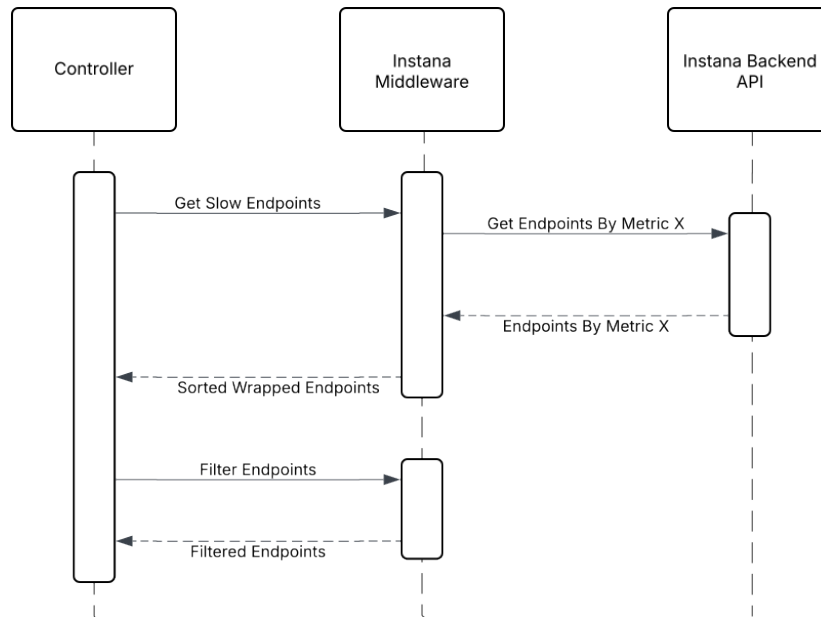 Controller
Instana
Middleware
Instana Backend
API
Get Slow Endpoints
Get Endpoints By Metric X
Endpoints By Metric X
Sorted Wrapped Endpoints
Filter Endpoints
Filtered Endpoints